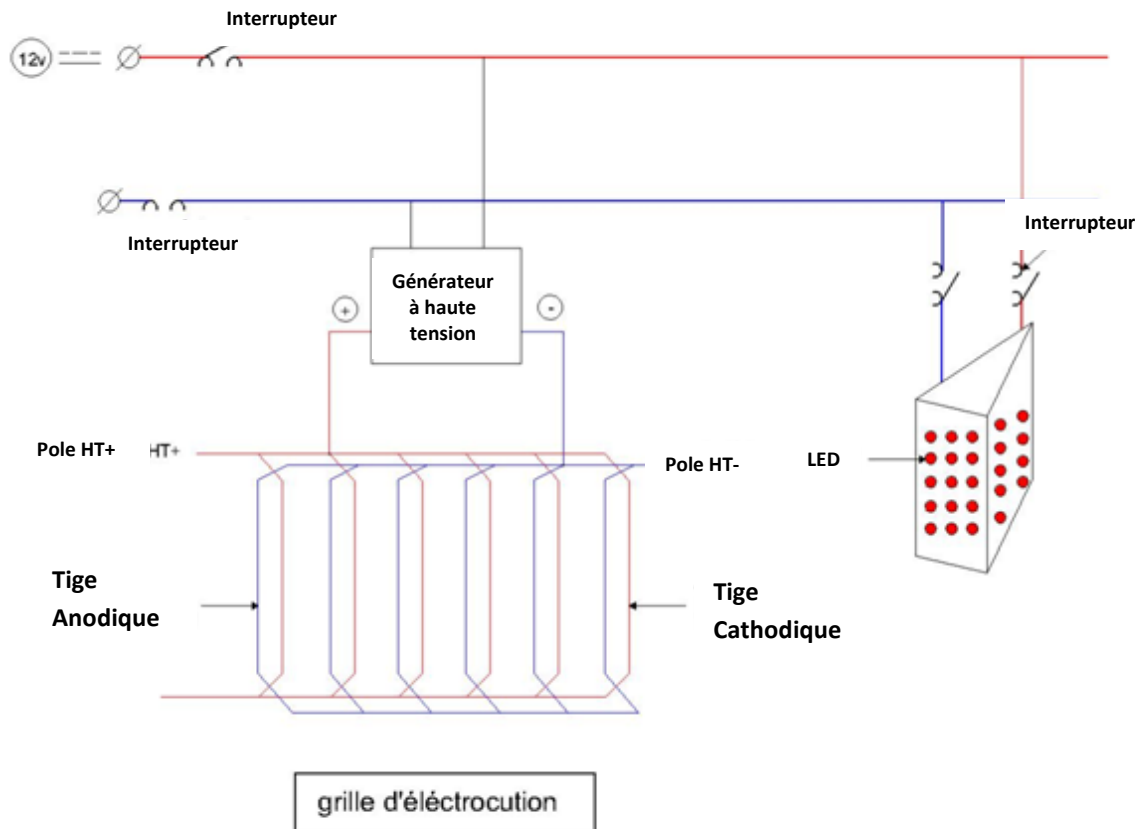 Interrupteur
12v
Interrupteur
Interrupteur
Générateur
à haute
tension
+
-
Pole HT+
HT+
Pole HT-
LED
Tige
Anodique
Tige
Cathodique
grille d'éléctrocution